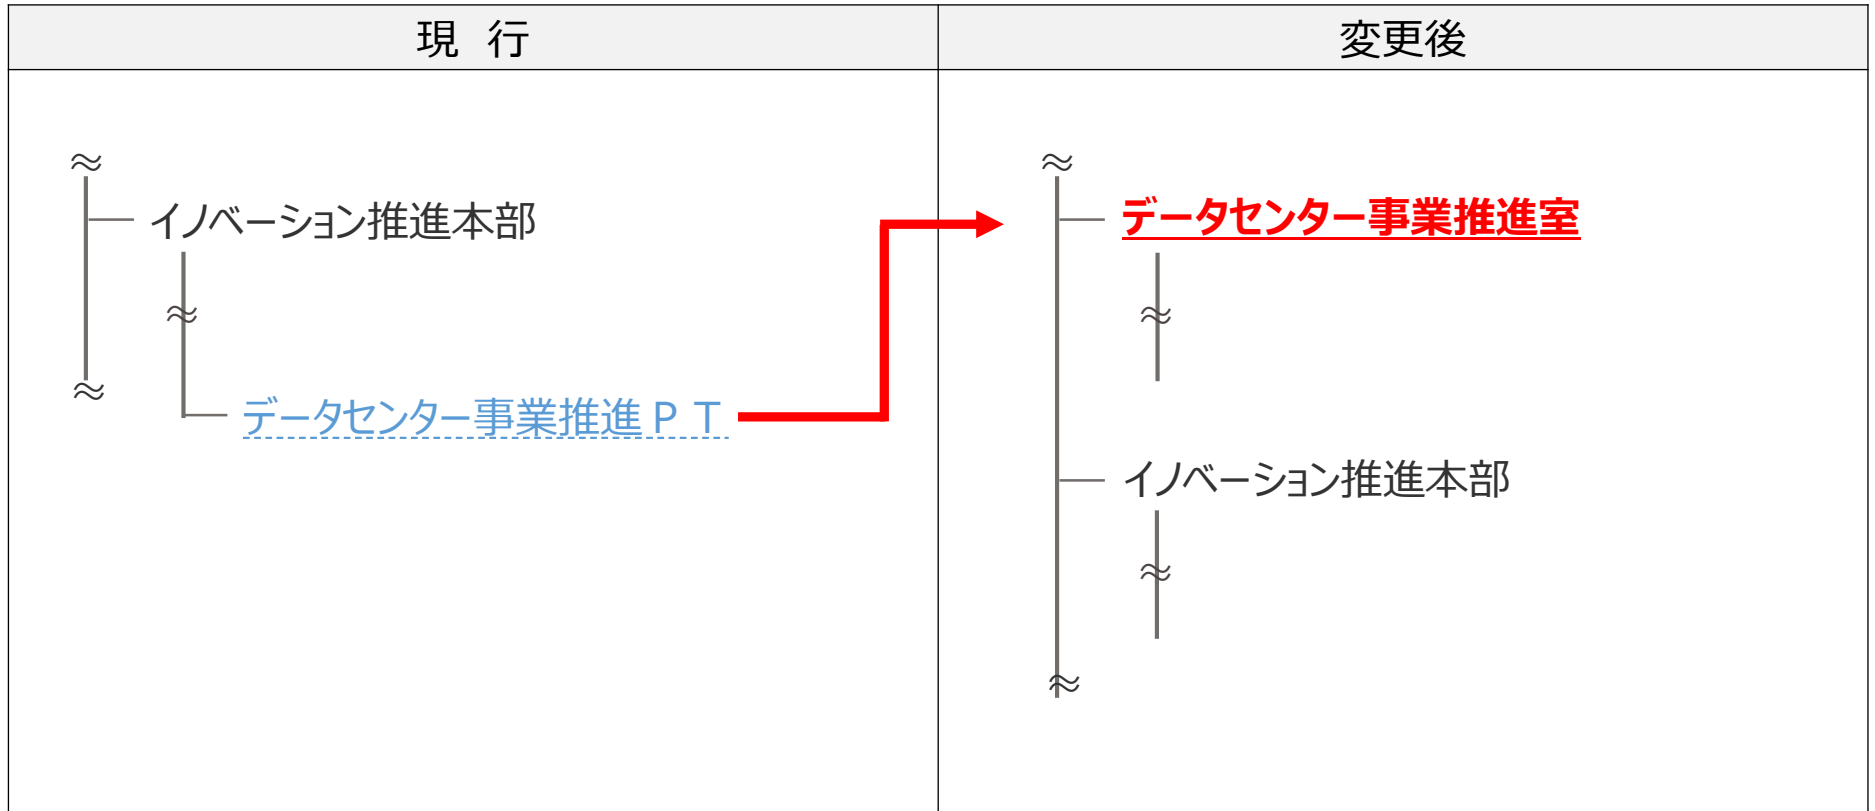 現　行
変更後
イノベーション推進本部
データセンター事業推進ＰＴ
データセンター事業推進室
イノベーション推進本部